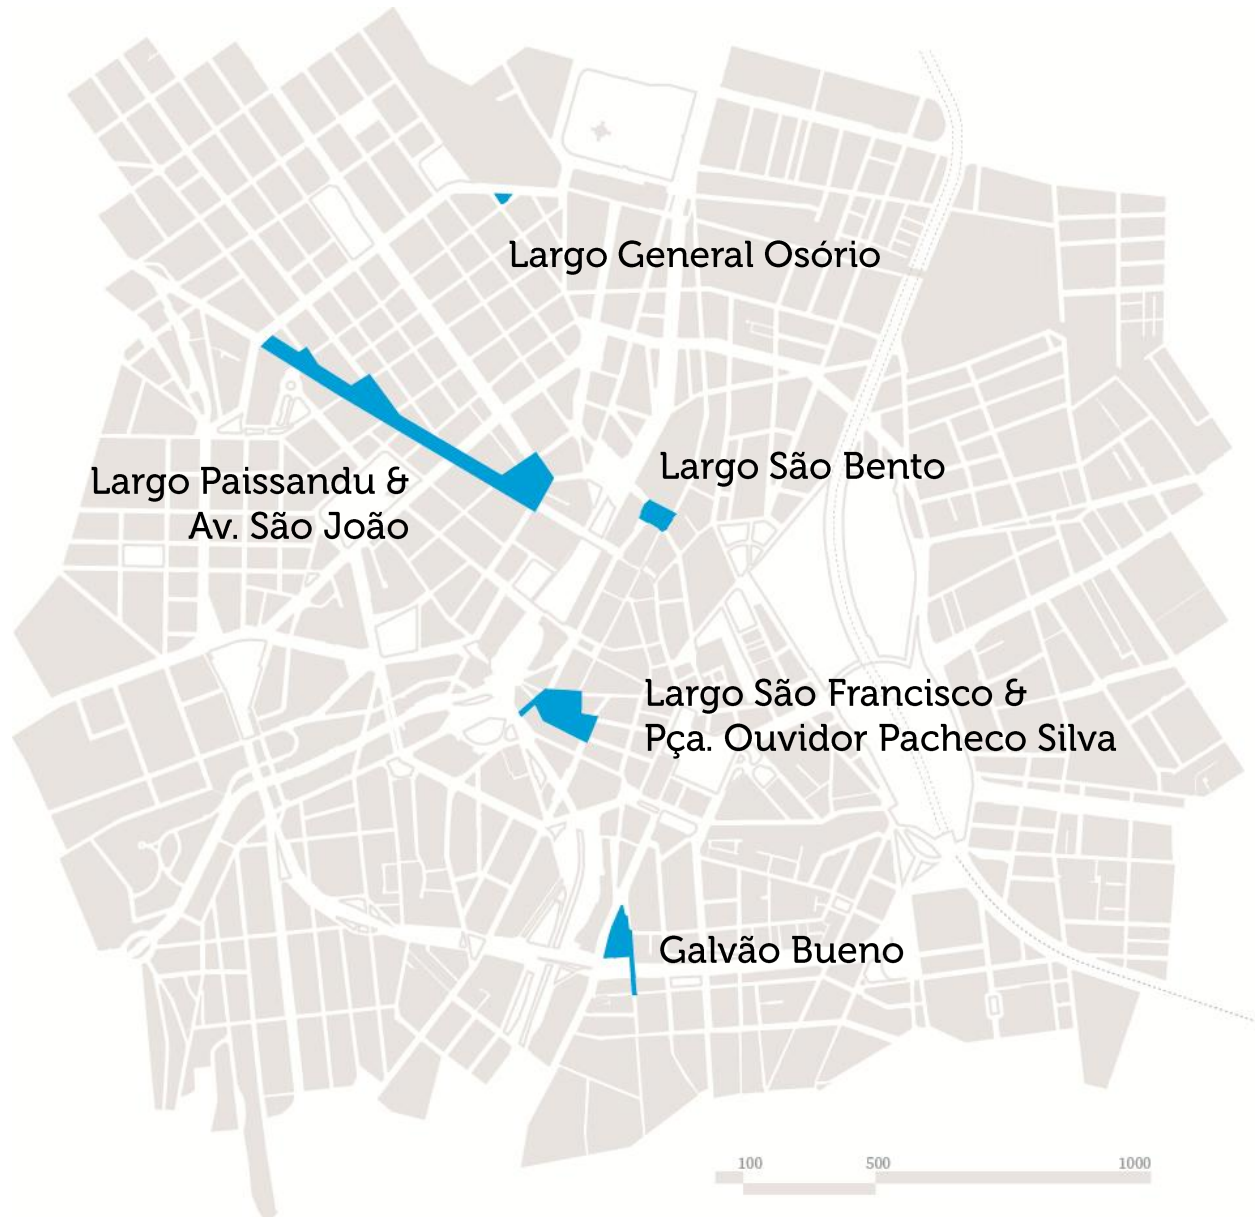 Largo General Osório
Largo Paissandu &
Av. São João
Largo São Bento
Largo São Francisco &
Pça. Ouvidor Pacheco Silva
Galvão Bueno
100 500 1000